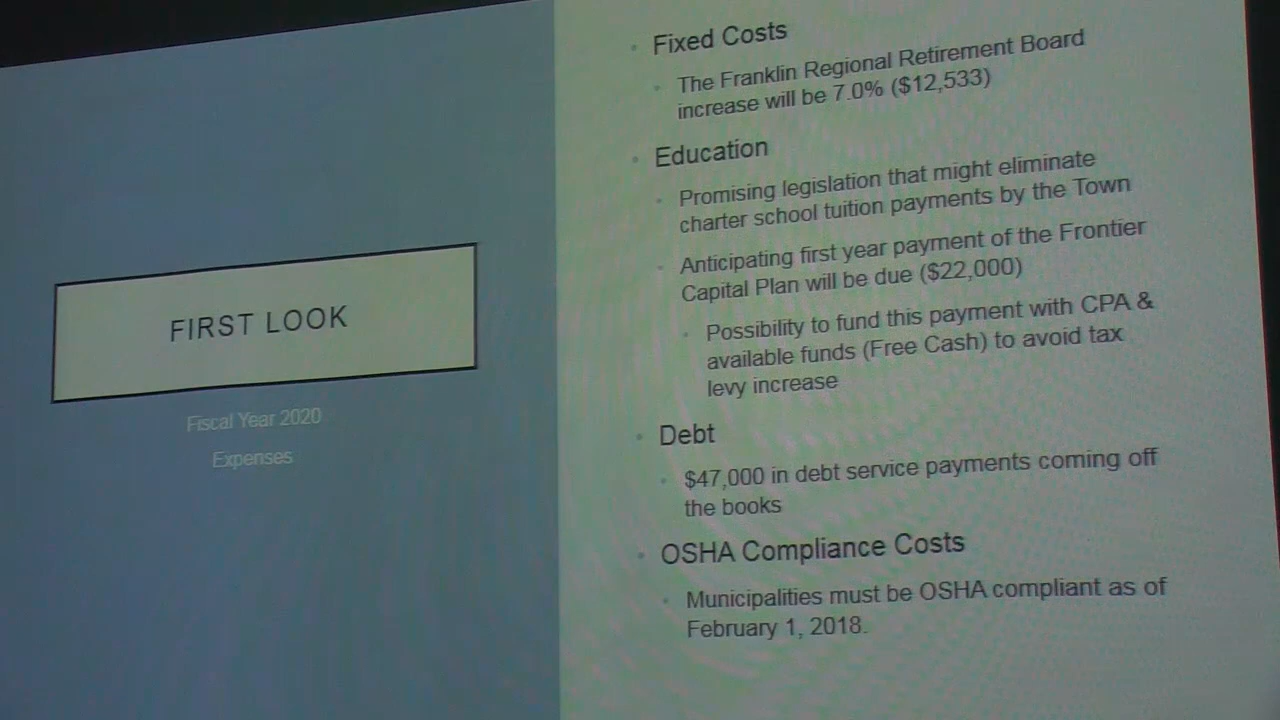 FIRST LOOK
Fiscal Year 2020
Expenses
Fixed Costs
The Franklin Regional Retirement Board
increase will be 7.0% ($12,533)
Education
Promising legislation that might eliminate
charter school tuition payments by the Town
Anticipating first year payment of the Frontier
Capital Plan will be due ($22,000)
Possibility to fund this payment with CPA &
available funds (Free Cash) to avoid tax
levy increase
Debt
$47,000 in debt service payments coming off
the books
OSHA Compliance Costs
Municipalities must be OSHA compliant as of
February 1, 2018.